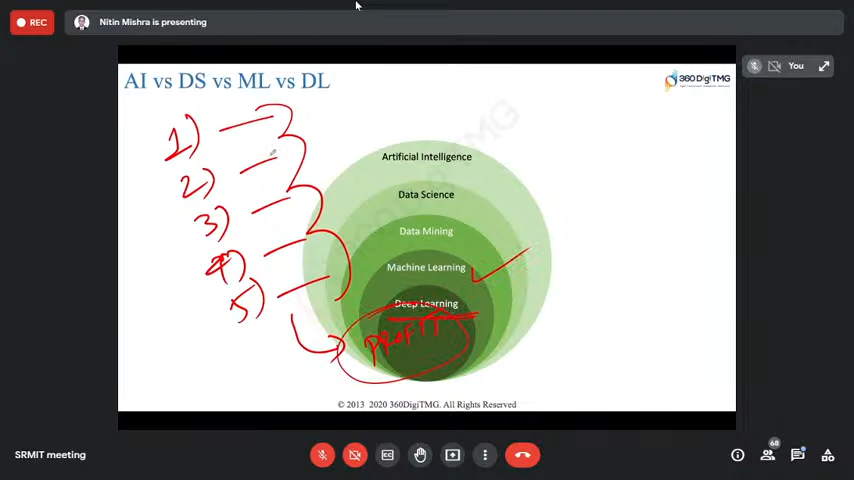 REC
Nitin Mishra is presenting
You
AI vs DS vs ML vs DL
360DigiTMG
1)
2)
3)
4)
5)
Artificial Intelligence
Data Science
Data Mining
Machine Learning
Deep Learning
PROFIT
© 2013 2020 360DigiTMG. All Rights Reserved
SRMIT meeting
68